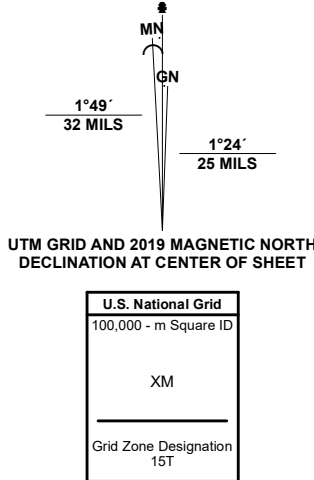 MN
GN
1°49´
32 MILS
1°24´
25 MILS
UTM GRID AND 2019 MAGNETIC NORTH
DECLINATION AT CENTER OF SHEET
U.S. National Grid
100,000 - m Square ID
XM
Grid Zone Designation
15T